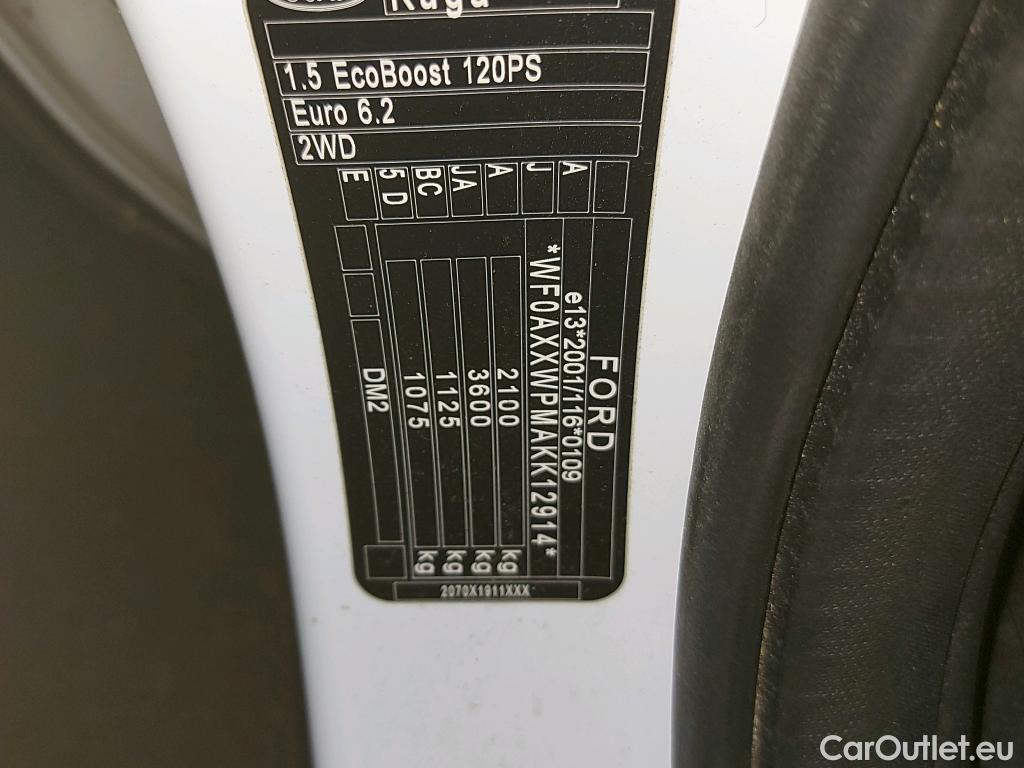 Kuga
1.5 EcoBoost 120PS
Euro 6.2
2WD
A
J
A
JA
BC
5 D
E
FORD
e13*2001/116*0109
*WF0AXXWPMAKK12914*
2100 kg
3600 kg
1125 kg
1075 kg
DM2
2070X1911XXX
CarOutlet.eu